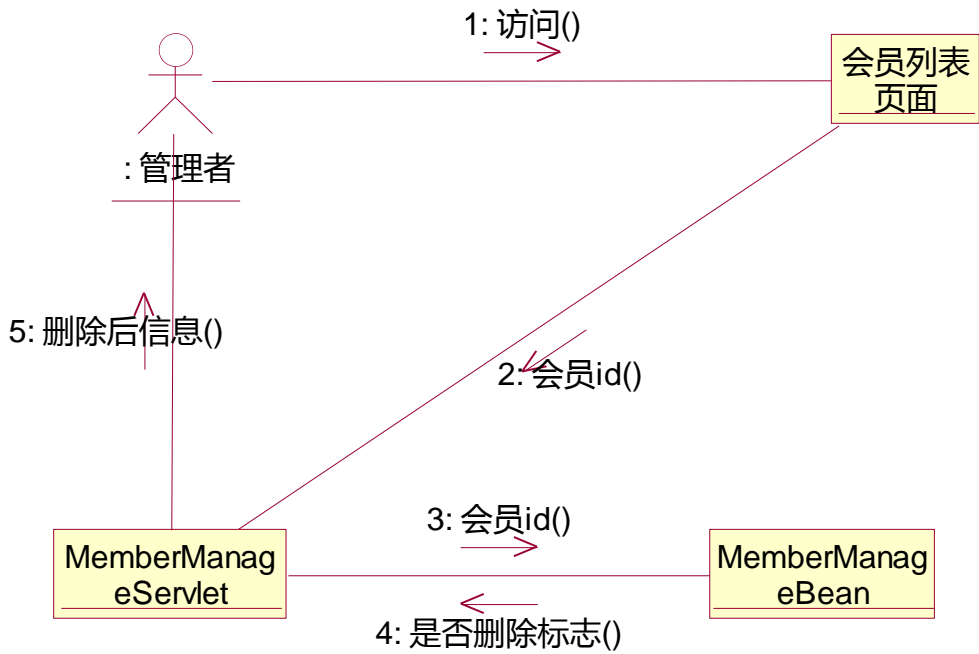 1: 访问()
会员列表
页面
: 管理者
5: 删除后信息()
2: 会员id()
3: 会员id()
MemberManag
eServlet
MemberManag
eBean
4: 是否删除标志()